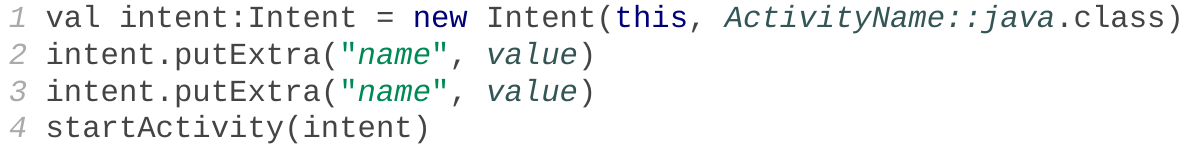 1 val intent:Intent = new Intent(this, ActivityName::java.class)
2 intent.putExtra("name", value)
3 intent.putExtra("name", value)
4 startActivity(intent)